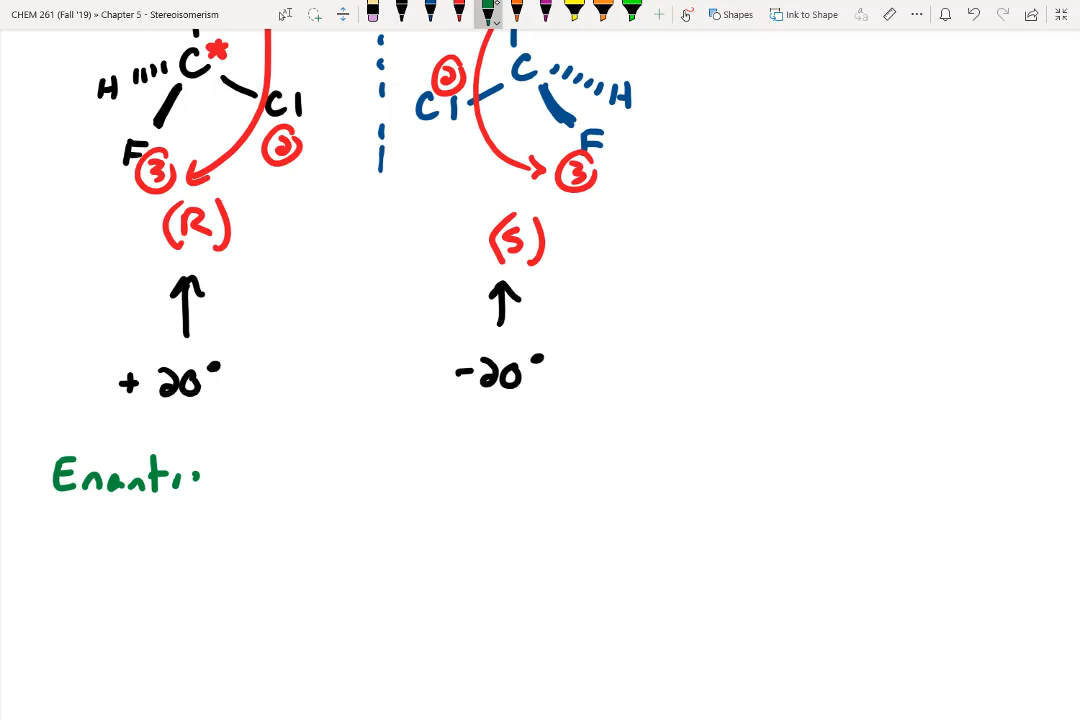 CHEM 261 (Fall '19) » Chapter 5 - Stereoisomerism
Shapes
Ink to Shape
C *
H
Cl
F
3
2
(R)
+ 20°
C
2
Cl
H
F
3
(S)
- 20°
Enanti